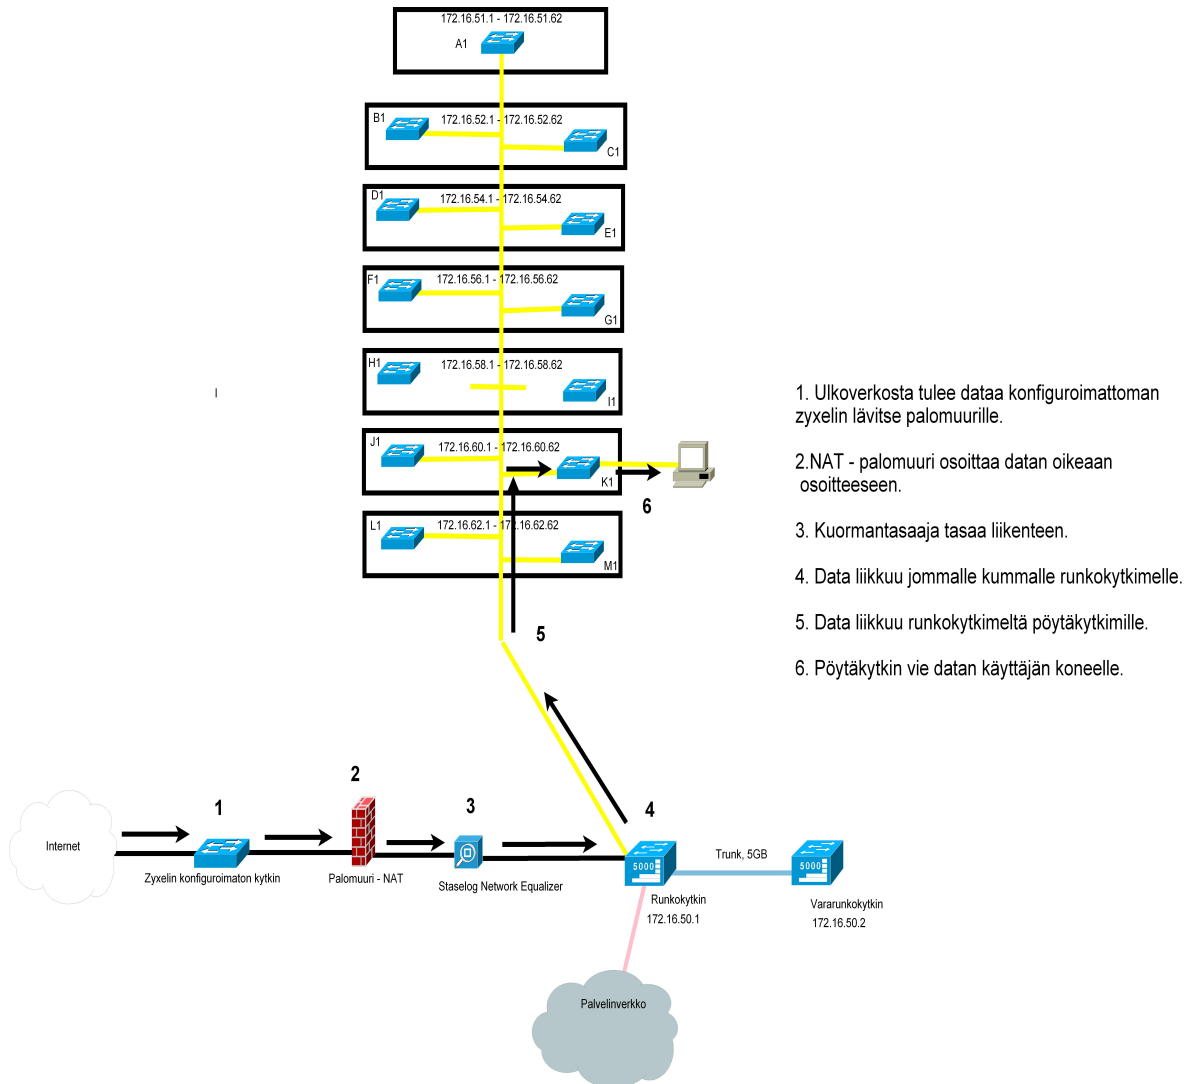 172.16.51.1 - 172.16.51.62
A1
B1
172.16.52.1 - 172.16.52.62
C1
D1
172.16.54.1 - 172.16.54.62
E1
F1
172.16.56.1 - 172.16.56.62
G1
H1
172.16.58.1 - 172.16.58.62
I1
I
J1
172.16.60.1 - 172.16.60.62
K1
6
L1
172.16.62.1 - 172.16.62.62
M1
5
1. Ulkoverkosta tulee dataa konfiguroimattoman
zyxelin lävitse palomuurille.
2.NAT - palomuuri osoittaa datan oikeaan
osoitteeseen.
3. Kuormantasaaja tasaa liikenteen.
4. Data liikkuu jommalle kummalle runkokytkimelle.
5. Data liikkuu runkokytkimeltä pöytäkytkimille.
6. Pöytäkytkin vie datan käyttäjän koneelle.
Internet
1
Zyxelin konfiguroimaton kytkin
2
Palomuuri - NAT
3
Staselog Network Equalizer
4
5000
Runkokytkin
172.16.50.1
Trunk, 5GB
5000
Vararunkokytkin
172.16.50.2
Palvelinverkko